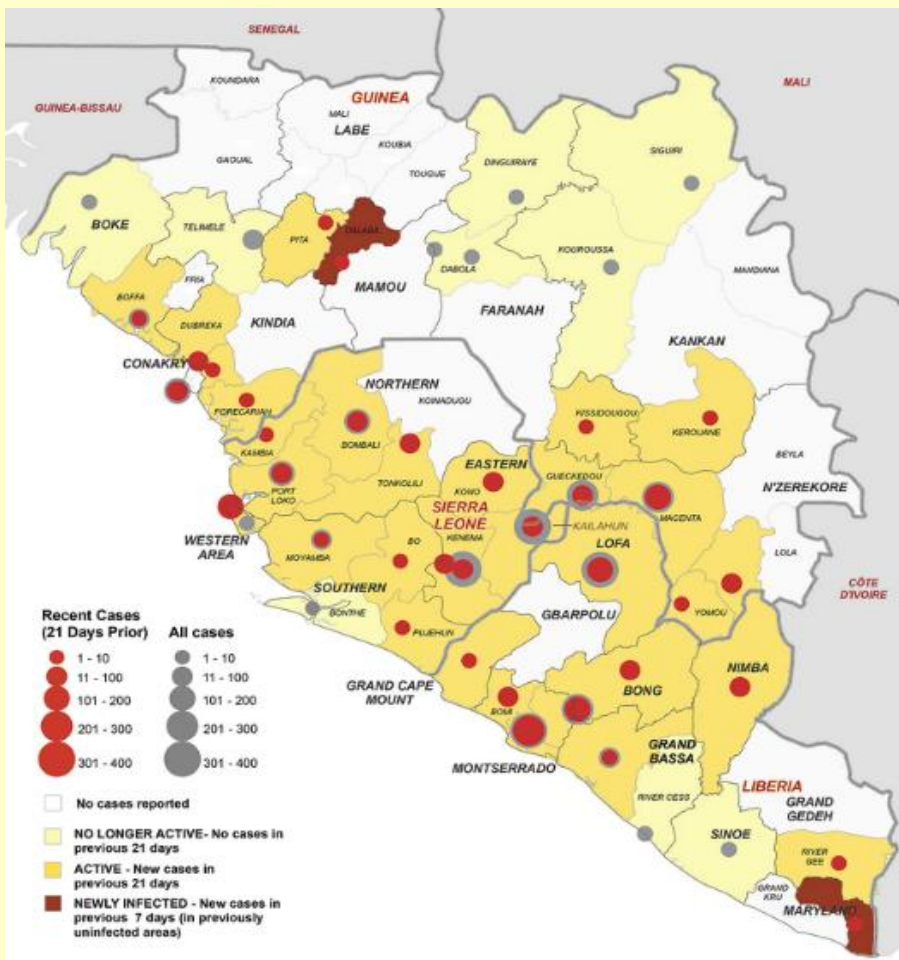 SENEGAL
MALI
GUINEA-BISSAU
KOUNDARA
GUINEA
MALI
LABE
KOUBIA
GAOUAL
TOUGUE
DINGUIRAYE
SIGUIRI
BOKE
TELIMELE
PITA
DALABA
DABOLA
KOUROUSSA
MANDIANA
FRIA
MAMOU
BOFFA
KINDIA
FARANAH
DUBREKA
KANKAN
CONAKRY
NORTHERN
KOINADUGU
FORECARIAH
KISSIDOUGOU
KEROUANE
KAMBIA
BOMBALI
BEYLA
EASTERN
TONKOLILI
KONO
GUECKEDOU
N'ZEREKORE
PORT
LOKO
SIERRA
LEONE
MACENTA
KAILAHUN
WESTERN
AREA
KENEMA
LOFA
MOYAMBA
BO
LOLA
CÔTE
D'IVOIRE
SOUTHERN
YOMOU
BONTHE
GBARPOLU
PUJEHUN
NIMBA
GRAND CAPE
MOUNT
BONG
BOMI
GRAND
BASSA
MONTSERRADO
LIBERIA
RIVER CESS
GRAND
GEDEH
SINOE
RIVER
GEE
GRAND
KRU
MARYLAND
Recent Cases
(21 Days Prior)
All cases
1 - 10
1 - 10
11 - 100
11 - 100
101 - 200
101 - 200
201 - 300
201 - 300
301 - 400
301 - 400
No cases reported
NO LONGER ACTIVE- No cases in
previous 21 days
ACTIVE - New cases in
previous 21 days
NEWLY INFECTED - New cases in
previous 7 days (in previously
uninfected areas)